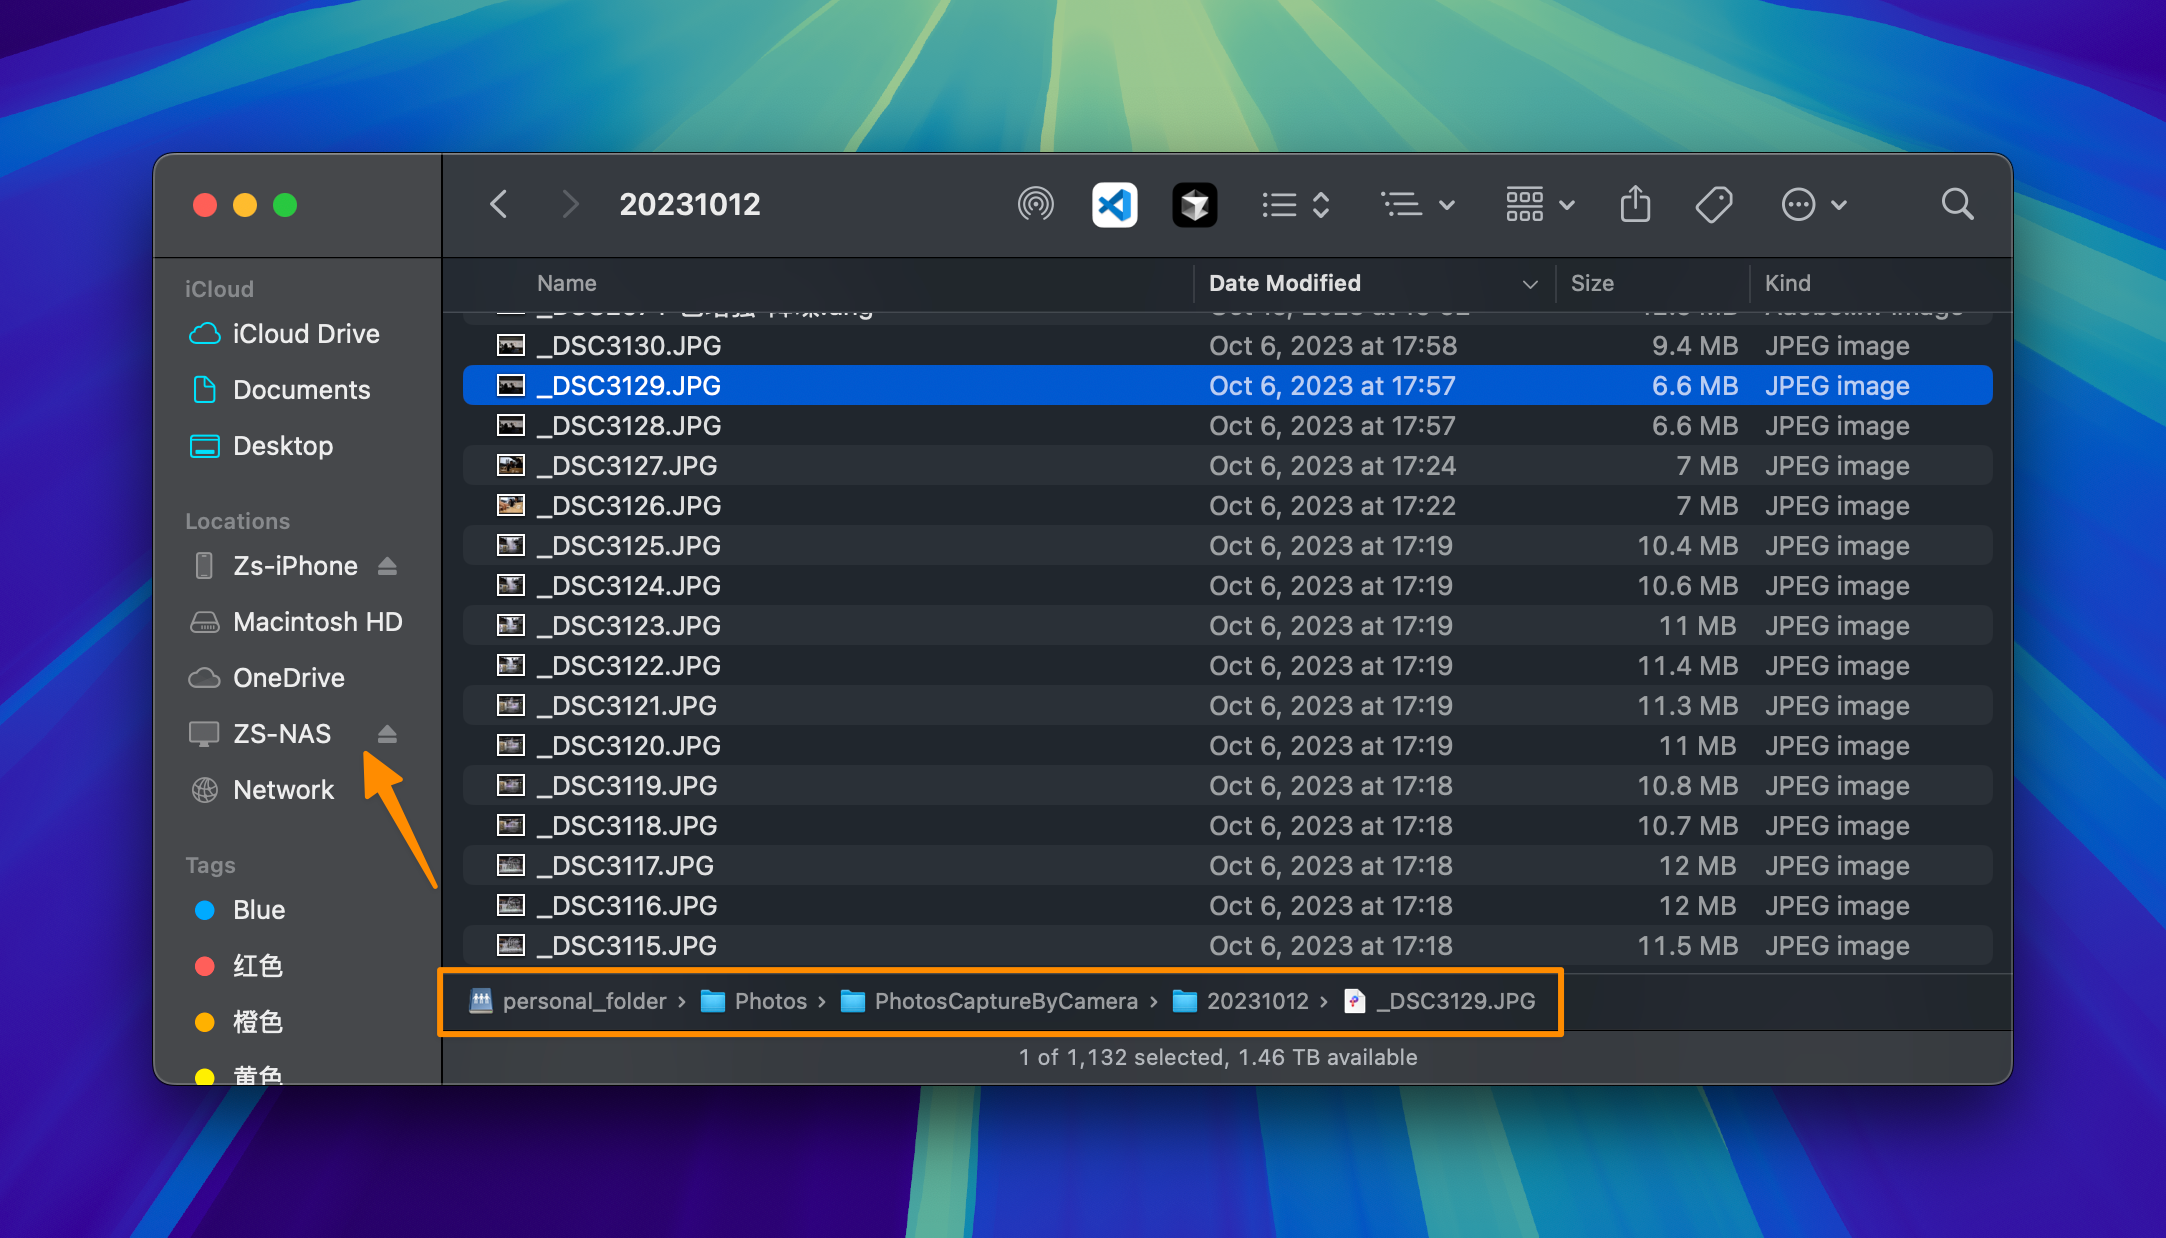 20231012
iCloud
iCloud Drive
Documents
Desktop
Locations
Zs-iPhone
Macintosh HD
OneDrive
ZS-NAS
Network
Tags
Blue
红色
橙色
黄色
Name Date Modified Size Kind
_DSC3130.JPG Oct 6, 2023 at 17:58 9.4 MB JPEG image
_DSC3129.JPG Oct 6, 2023 at 17:57 6.6 MB JPEG image
_DSC3128.JPG Oct 6, 2023 at 17:57 6.6 MB JPEG image
_DSC3127.JPG Oct 6, 2023 at 17:24 7 MB JPEG image
_DSC3126.JPG Oct 6, 2023 at 17:22 7 MB JPEG image
_DSC3125.JPG Oct 6, 2023 at 17:19 10.4 MB JPEG image
_DSC3124.JPG Oct 6, 2023 at 17:19 10.6 MB JPEG image
_DSC3123.JPG Oct 6, 2023 at 17:19 11 MB JPEG image
_DSC3122.JPG Oct 6, 2023 at 17:19 11.4 MB JPEG image
_DSC3121.JPG Oct 6, 2023 at 17:19 11.3 MB JPEG image
_DSC3120.JPG Oct 6, 2023 at 17:19 11 MB JPEG image
_DSC3119.JPG Oct 6, 2023 at 17:18 10.8 MB JPEG image
_DSC3118.JPG Oct 6, 2023 at 17:18 10.7 MB JPEG image
_DSC3117.JPG Oct 6, 2023 at 17:18 12 MB JPEG image
_DSC3116.JPG Oct 6, 2023 at 17:18 12 MB JPEG image
_DSC3115.JPG Oct 6, 2023 at 17:18 11.5 MB JPEG image
personal_folder › Photos › PhotosCaptureByCamera › 20231012 › _DSC3129.JPG
1 of 1,132 selected, 1.46 TB available